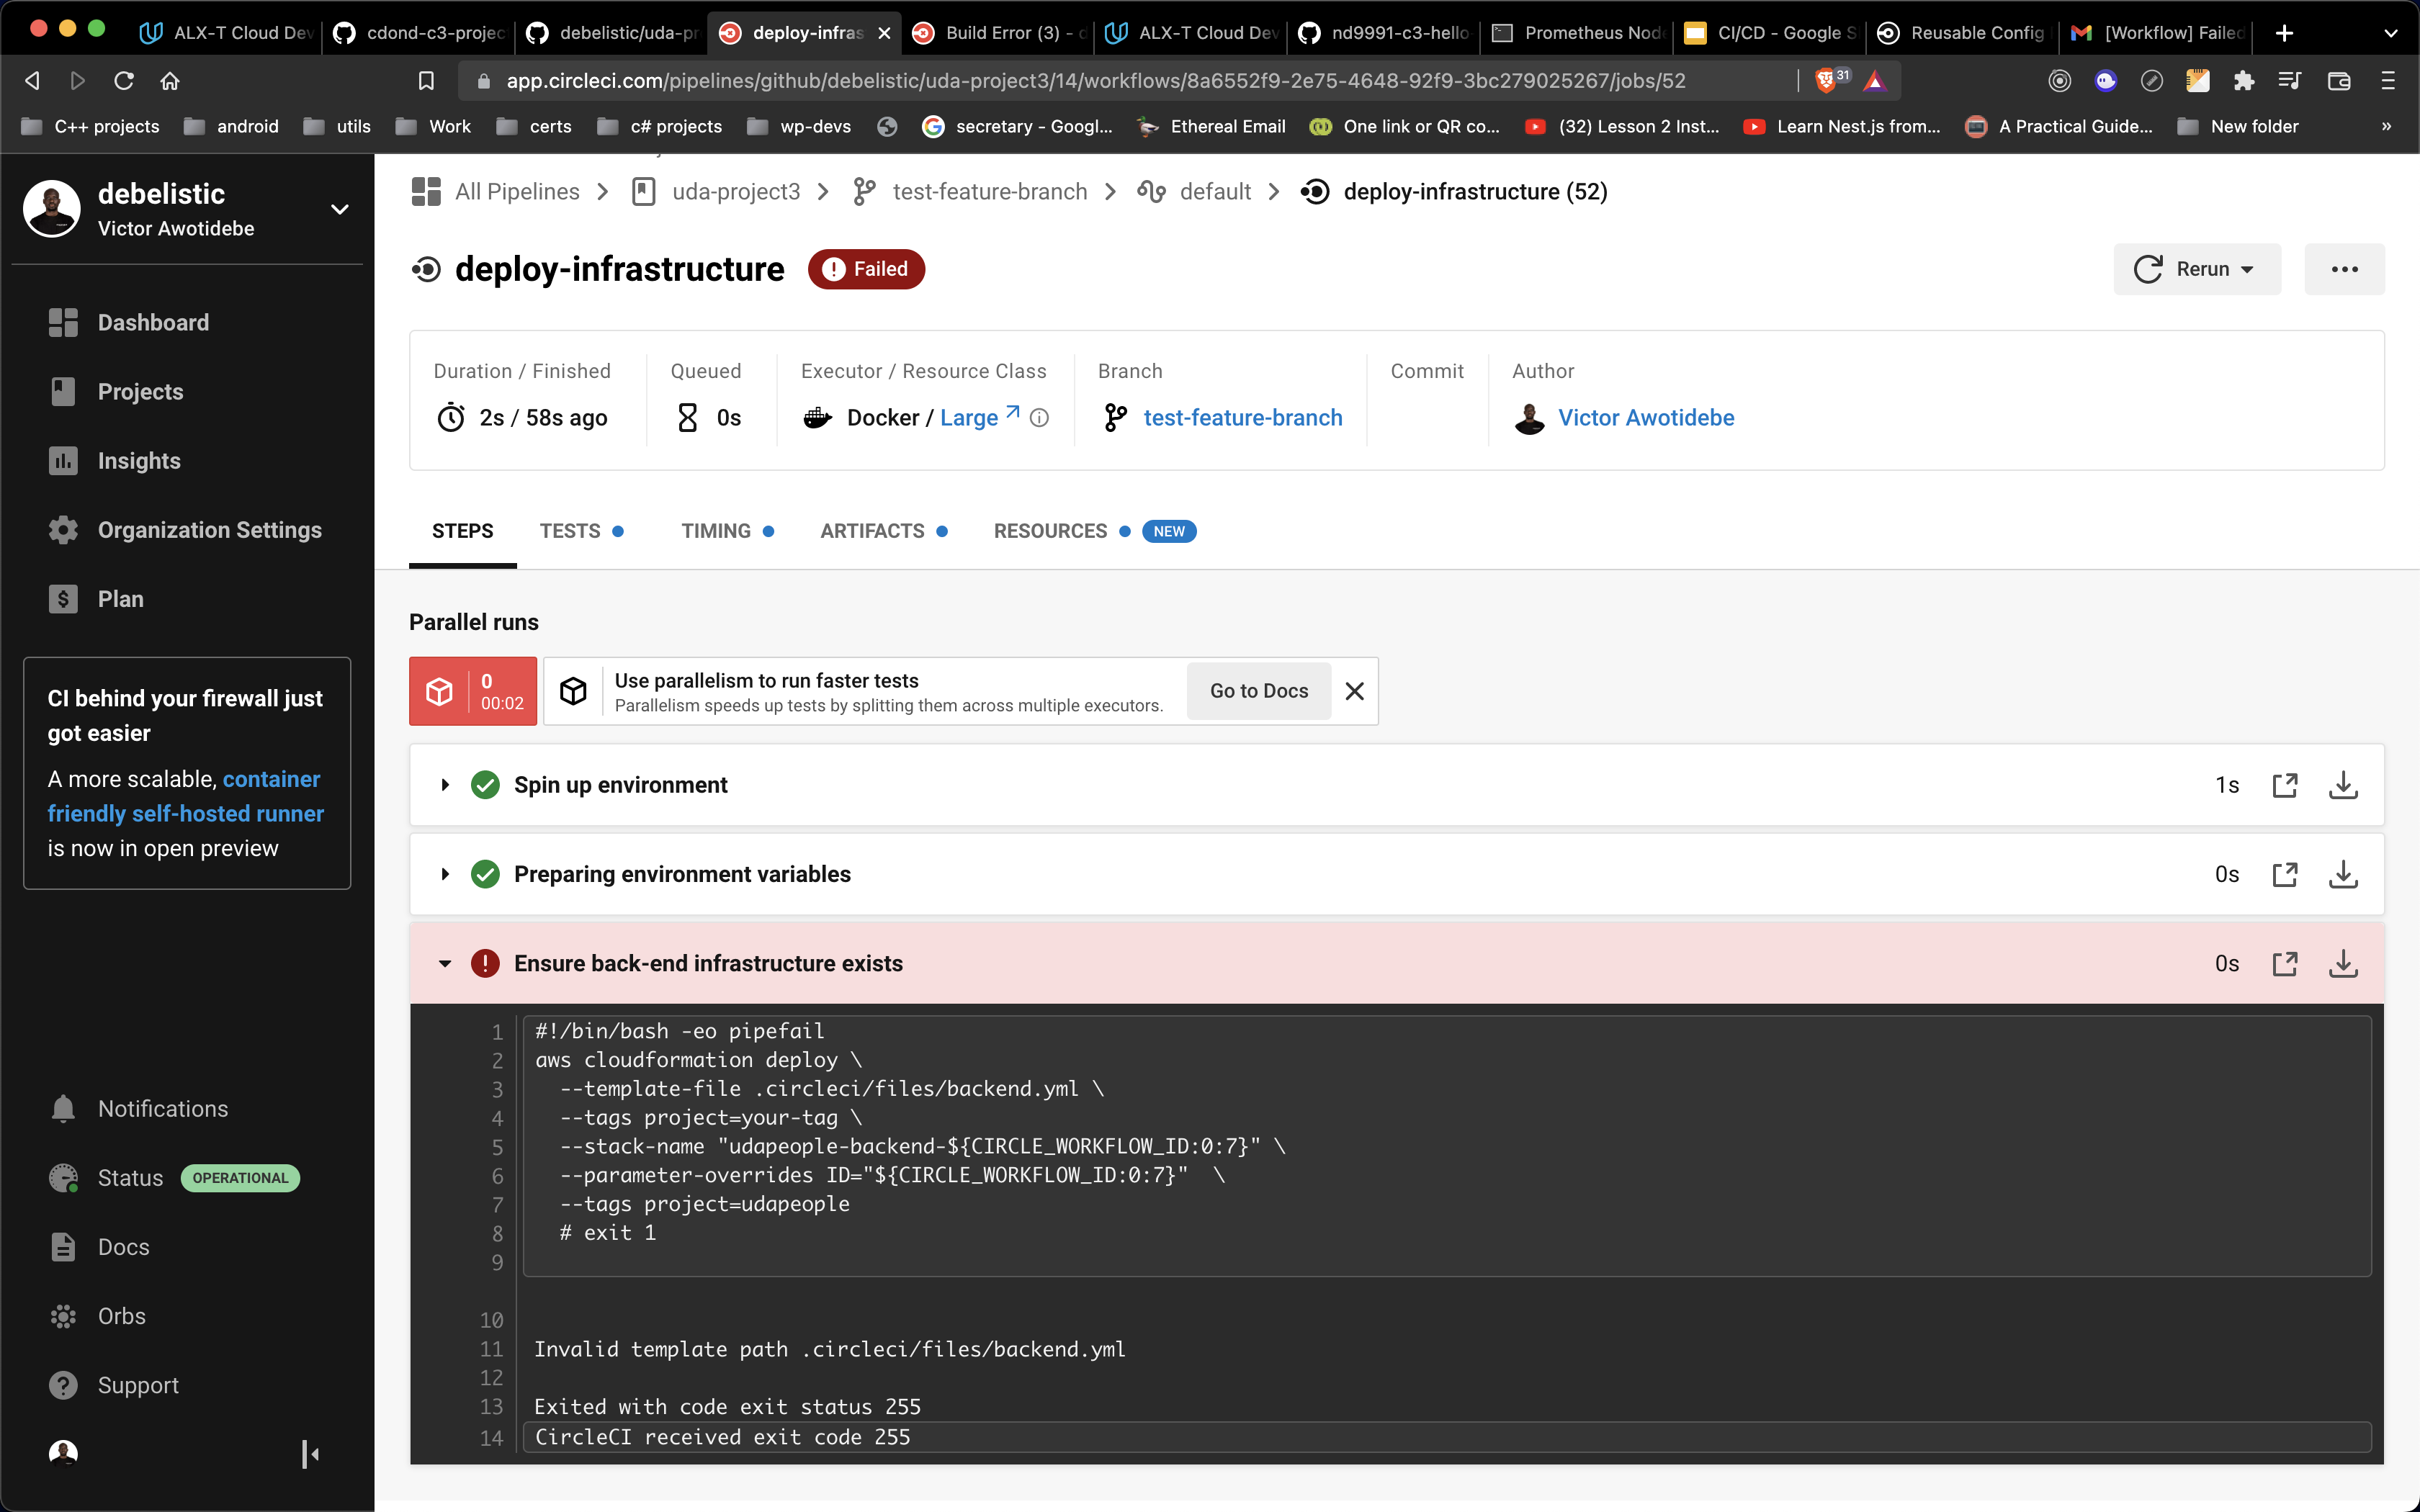 ALX-T Cloud Dev
cdond-c3-projec
debelistic/uda-pr
deploy-infras
Build Error (3) - d
ALX-T Cloud Dev
nd9991-c3-hello
Prometheus Node
CI/CD - Google S
Reusable Config
[Workflow] Failed
app.circleci.com/pipelines/github/debelistic/uda-project3/14/workflows/8a6552f9-2e75-4648-92f9-3bc279025267/jobs/52
31
C++ projects
android
utils
Work
certs
c# projects
wp-devs
secretary - Googl...
Ethereal Email
One link or QR co...
(32) Lesson 2 Inst...
Learn Nest.js from...
A Practical Guide...
New folder
»
debelistic
Victor Awotidebe
Dashboard
Projects
Insights
Organization Settings
Plan
CI behind your firewall just
got easier
A more scalable, container
friendly self-hosted runner
is now in open preview
Notifications
Status OPERATIONAL
Docs
Orbs
Support
All Pipelines
uda-project3
test-feature-branch
default
deploy-infrastructure (52)
deploy-infrastructure
Failed
Rerun
Duration / Finished
2s / 58s ago
Queued
0s
Executor / Resource Class
Docker / Large
Branch
test-feature-branch
Commit
Author
Victor Awotidebe
STEPS
TESTS
TIMING
ARTIFACTS
RESOURCES
NEW
Parallel runs
0
00:02
Use parallelism to run faster tests
Parallelism speeds up tests by splitting them across multiple executors.
Go to Docs
Spin up environment
1s
Preparing environment variables
0s
Ensure back-end infrastructure exists
0s
1 #!/bin/bash -eo pipefail
2 aws cloudformation deploy \
3 --template-file .circleci/files/backend.yml \
4 --tags project=your-tag \
5 --stack-name "udapeople-backend-${CIRCLE_WORKFLOW_ID:0:7}" \
6 --parameter-overrides ID="${CIRCLE_WORKFLOW_ID:0:7}" \
7 --tags project=udapeople
8 # exit 1
9
10
11 Invalid template path .circleci/files/backend.yml
12
13 Exited with code exit status 255
14 CircleCI received exit code 255